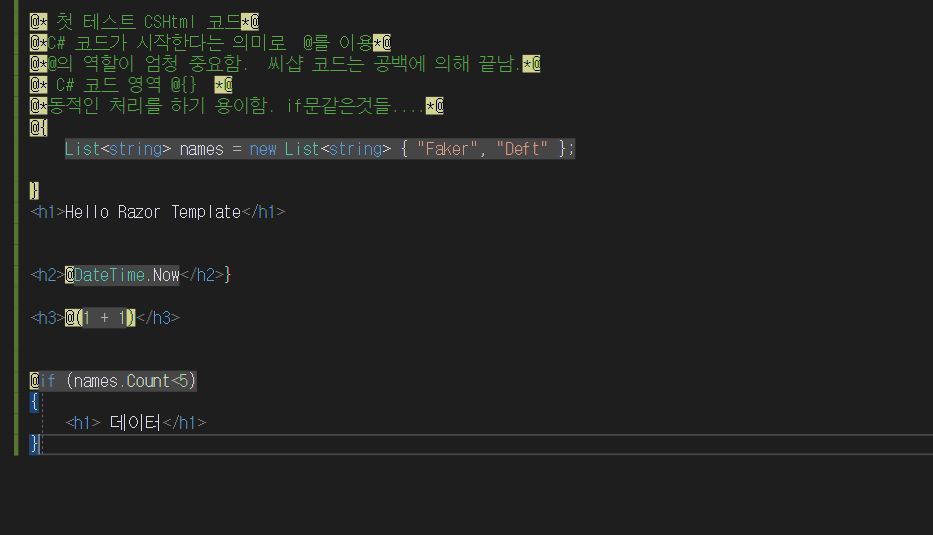 @* 첫 테스트 CSHtml 코드*@
@*C# 코드가 시작한다는 의미로  @를 이용*@
@*@의 역할이 엄청 중요함.  씨샵 코드는 공백에 의해 끝남.*@
@* C# 코드 영역 @{}  *@
@*동적인 처리를 하기 용이함. if문같은것들....*@
@{
    List<string> names = new List<string> { "Faker", "Deft" };
}
<h1>Hello Razor Template</h1>
<h2>@DateTime.Now</h2>}
<h3>@(1 + 1)</h3>
@if (names.Count<5)
{
    <h1> 데이터</h1>
}